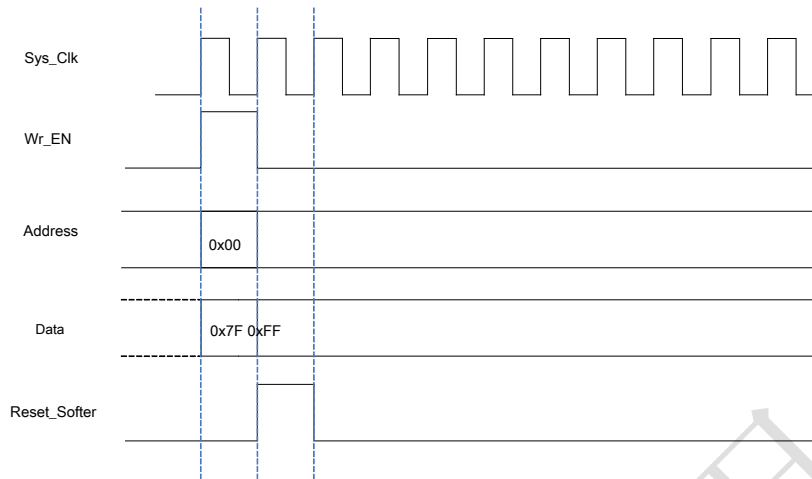 Sys_Clk
Wr_EN
Address
0x00
Data
0x7F 0xFF
Reset_Softer